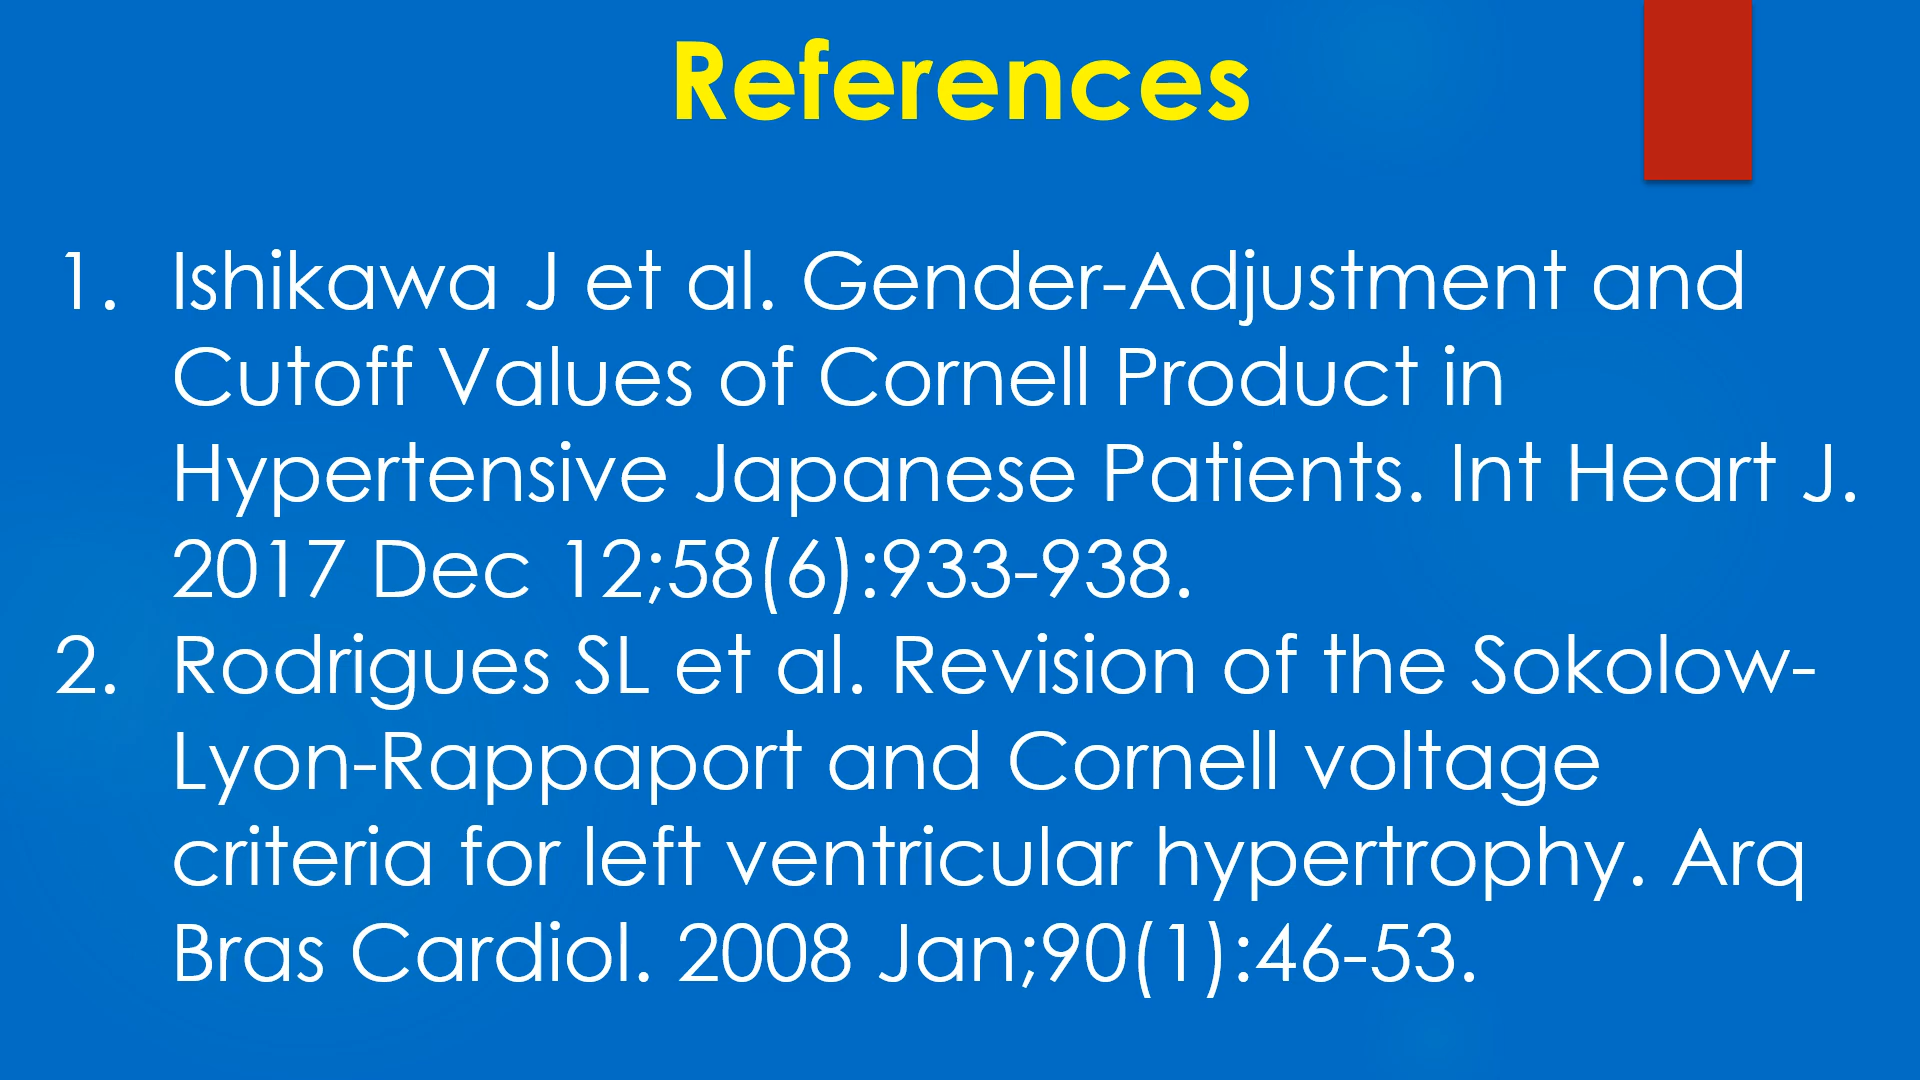 References
1. Ishikawa J et al. Gender-Adjustment and
Cutoff Values of Cornell Product in
Hypertensive Japanese Patients. Int Heart J.
2017 Dec 12;58(6):933-938.
2. Rodrigues SL et al. Revision of the Sokolow-
Lyon-Rappaport and Cornell voltage
criteria for left ventricular hypertrophy. Arq
Bras Cardiol. 2008 Jan;90(1):46-53.